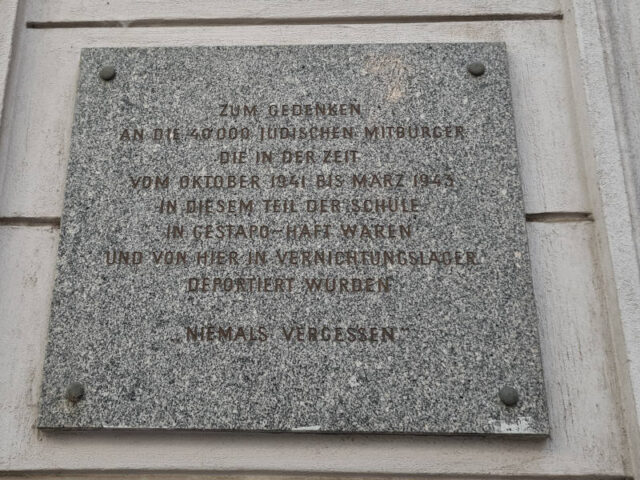 ZUM GEDENKEN
AN DIE 40'000 JÜDISCHEN MITBÜRGER
DIE IN DER ZEIT
VOM OKTOBER 1941 BIS MÄRZ 1943
IN DIESEM TEIL DER SCHULE
IN GESTAPO-HAFT WAREN
UND VON HIER IN VERNICHTUNGSLAGER
DEPORTIERT WURDEN.
„NIEMALS VERGESSEN"